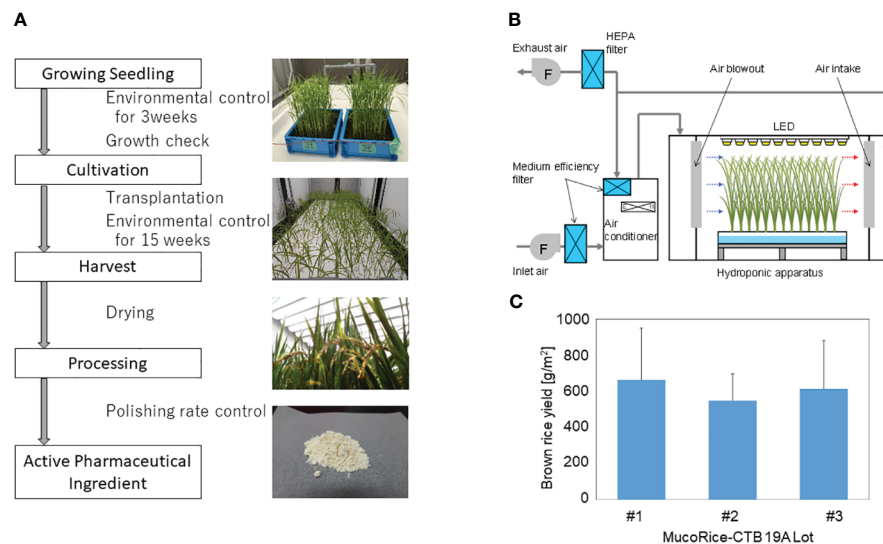 A
Growing Seedling
Environmental control
for 3weeks
Growth check
Cultivation
Transplantation
Environmental control
for 15 weeks
Harvest
Drying
Processing
Polishing rate control
Active Pharmaceutical
Ingredient
B
HEPA
filter
Exhaust air
F
Air blowout
Air intake
LED
Medium efficiency
filter
Air
conditioner
F
Inlet air
Hydroponic apparatus
C
Brown rice yield [g/m²]
1000
800
600
400
200
0
#1
#2
#3
MucoRice-CTB 19A Lot